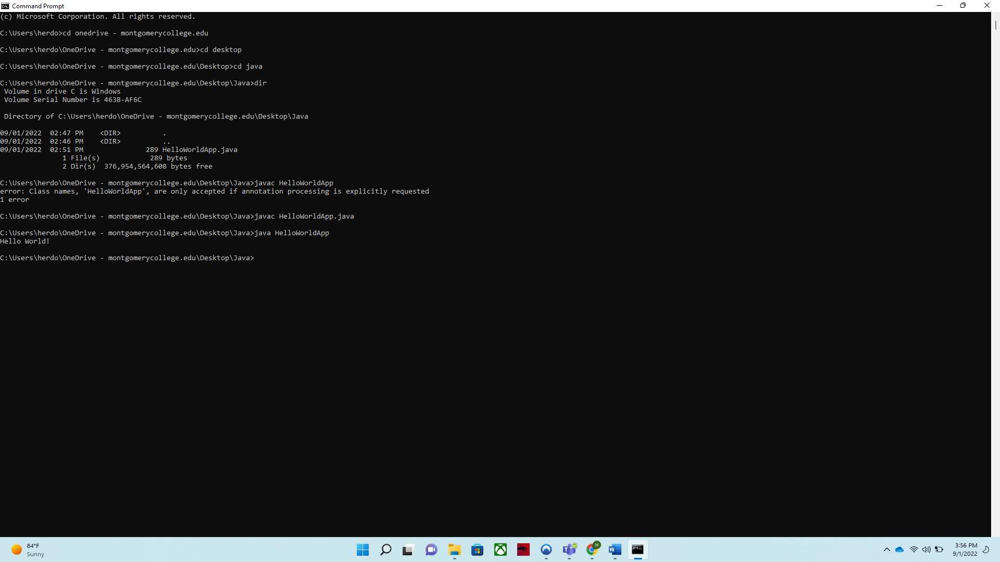 Command Prompt
(c) Microsoft Corporation. All rights reserved.
C:\Users\herdo>cd onedrive - montgomerycollege.edu
C:\Users\herdo\OneDrive - montgomerycollege.edu>cd desktop
C:\Users\herdo\OneDrive - montgomerycollege.edu\Desktop>cd java
C:\Users\herdo\OneDrive - montgomerycollege.edu\Desktop\Java>dir
Volume in drive C is Windows
Volume Serial Number is 463B-AF6C
Directory of C:\Users\herdo\OneDrive - montgomerycollege.edu\Desktop\Java
09/01/2022  02:47 PM    <DIR>          .
09/01/2022  02:46 PM    <DIR>          ..
09/01/2022  02:51 PM               289 HelloWorldApp.java
1 File(s)            289 bytes
2 Dir(s)  376,954,564,608 bytes free
C:\Users\herdo\OneDrive - montgomerycollege.edu\Desktop\Java>javac HelloWorldApp
error: Class names, 'HelloWorldApp', are only accepted if annotation processing is explicitly requested
1 error
C:\Users\herdo\OneDrive - montgomerycollege.edu\Desktop\Java>javac HelloWorldApp.java
C:\Users\herdo\OneDrive - montgomerycollege.edu\Desktop\Java>java HelloWorldApp
Hello World!
C:\Users\herdo\OneDrive - montgomerycollege.edu\Desktop\Java>
84°F
Sunny
H
3:56 PM
9/1/2022